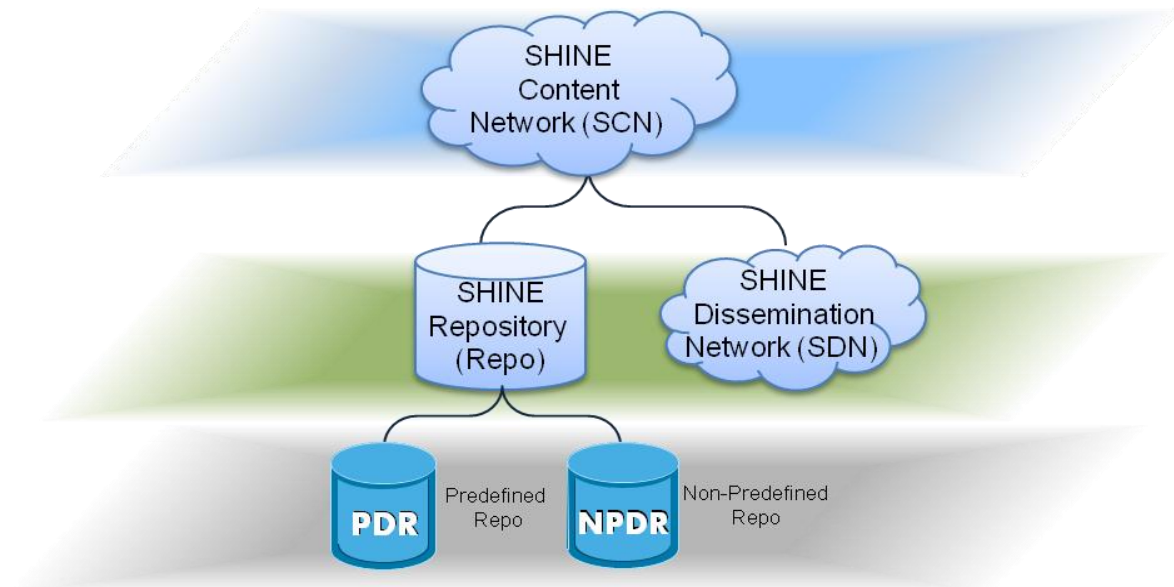 SHINE
Content
Network (SCN)
SHINE
Repository
(Repo)
SHINE
Dissemination
Network (SDN)
PDR
Predefined
Repo
NPDR
Non-Predefined
Repo